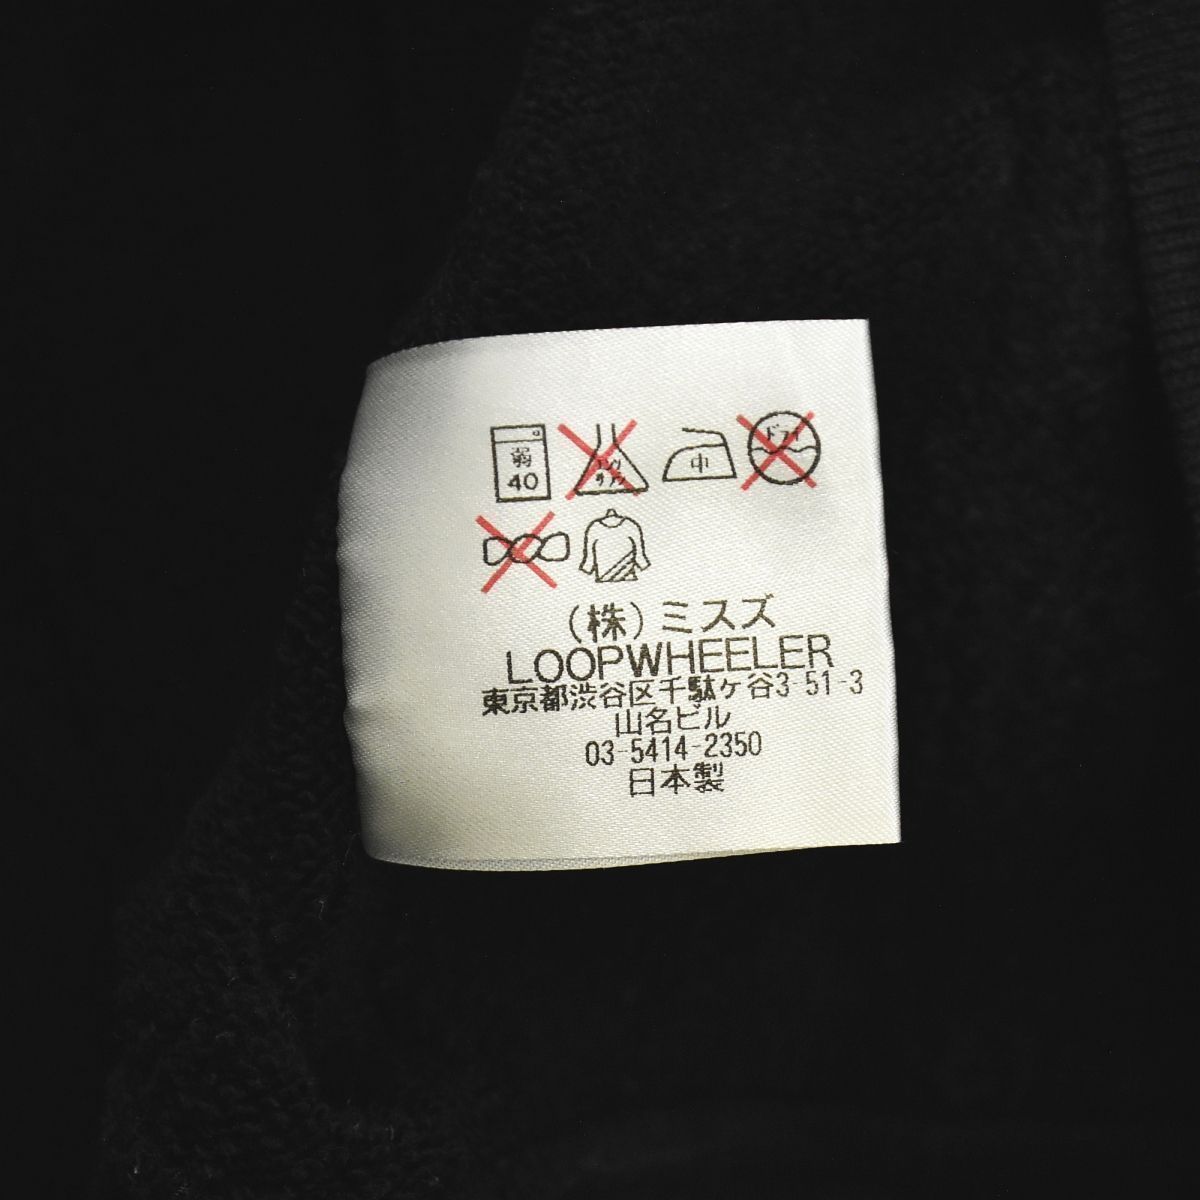 弱 中 ドライ
40
(株)ミスズ
LOOPWHEELER
東京都渋谷区千駄ヶ谷3-51-3
山名ビル
03-5414-2350
日本製